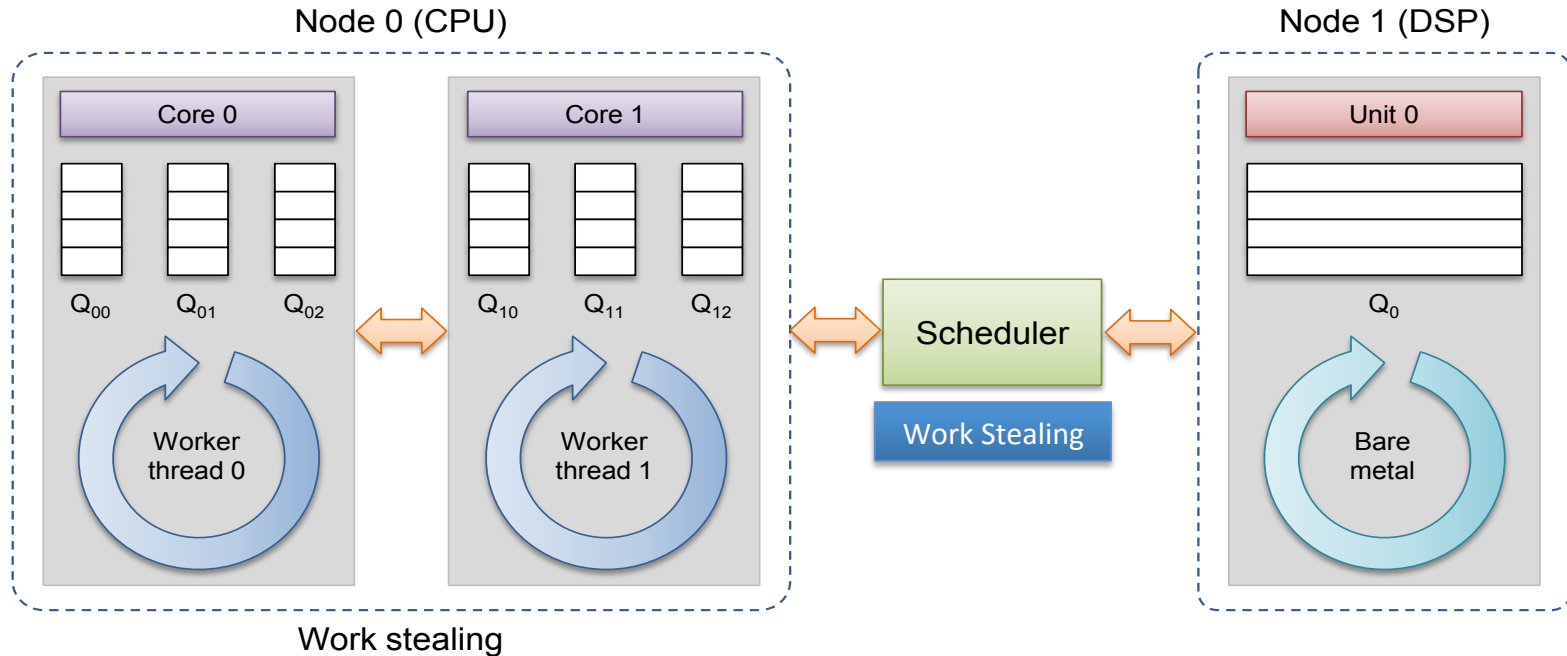 Node 0 (CPU)
Node 1 (DSP)
Core 0
Core 1
Unit 0
Q₀₀
Q₀₁
Q₀₂
Q₁₀
Q₁₁
Q₁₂
Q₀
Scheduler
Work Stealing
Worker
thread 0
Worker
thread 1
Bare
metal
Work stealing